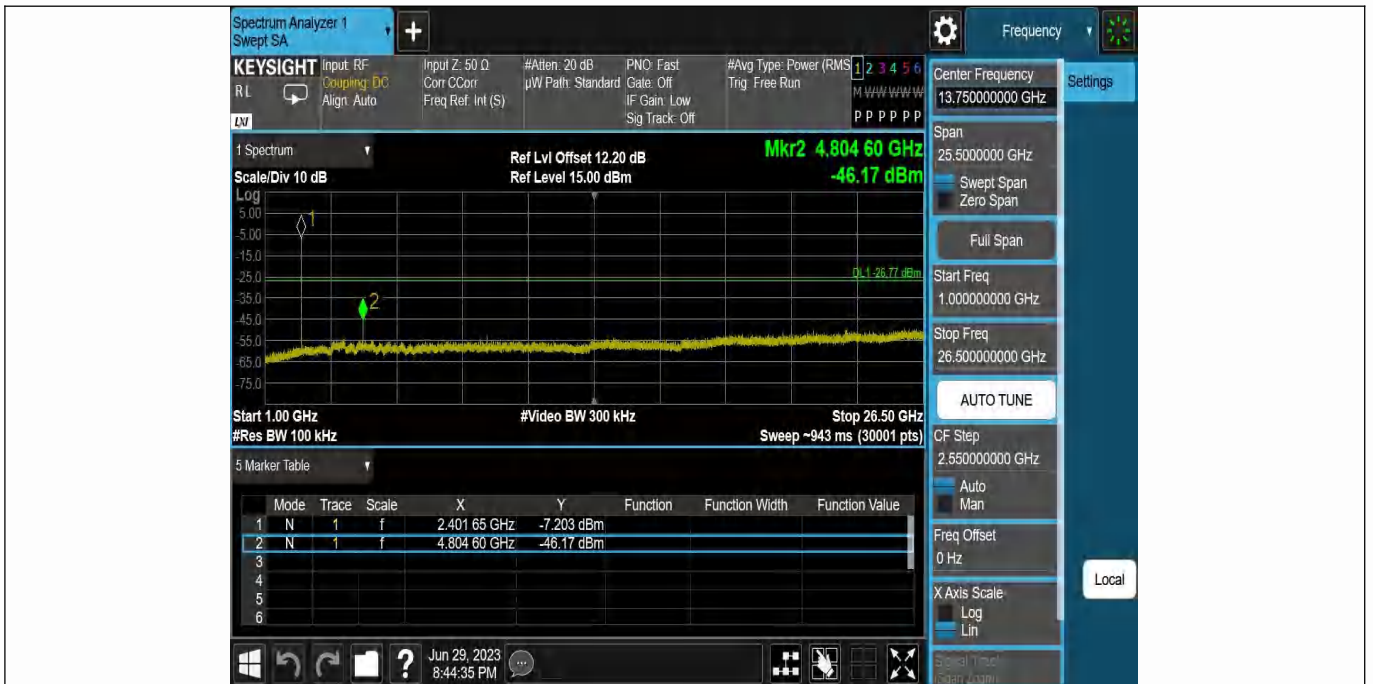 Spectrum Analyzer 1
Swept SA
+
Frequency
KEYSIGHT
RL
LXI
Input: RF
Coupling: DC
Align: Auto
Input Z: 50 Ω
Corr CCorr
Freq Ref: Int (S)
#Atten: 20 dB
µW Path: Standard
PNO: Fast
Gate: Off
IF Gain: Low
Sig Track: Off
#Avg Type: Power (RMS
Trig: Free Run
1 2 3 4 5 6
M W W W W W
P P P P P P
1 Spectrum
Scale/Div 10 dB
Ref Lvl Offset 12.20 dB
Ref Level 15.00 dBm
Mkr2 4.804 60 GHz
-46.17 dBm
Log
5.00
-5.00
-15.0
-25.0
-35.0
-45.0
-55.0
-65.0
-75.0
1
2
DL1 -26.77 dBm
Start 1.00 GHz
#Res BW 100 kHz
#Video BW 300 kHz
Stop 26.50 GHz
Sweep ~943 ms (30001 pts)
5 Marker Table
Mode Trace Scale X Y Function Function Width Function Value
1 N 1 f 2.401 65 GHz -7.203 dBm
2 N 1 f 4.804 60 GHz -46.17 dBm
3
4
5
6
Jun 29, 2023
8:44:35 PM
?
Center Frequency
13.750000000 GHz
Settings
Span
25.5000000 GHz
Swept Span
Zero Span
Full Span
Start Freq
1.000000000 GHz
Stop Freq
26.500000000 GHz
AUTO TUNE
CF Step
2.550000000 GHz
Auto
Man
Freq Offset
0 Hz
X Axis Scale
Log
Lin
Signal Track
(Span Zoom)
Local